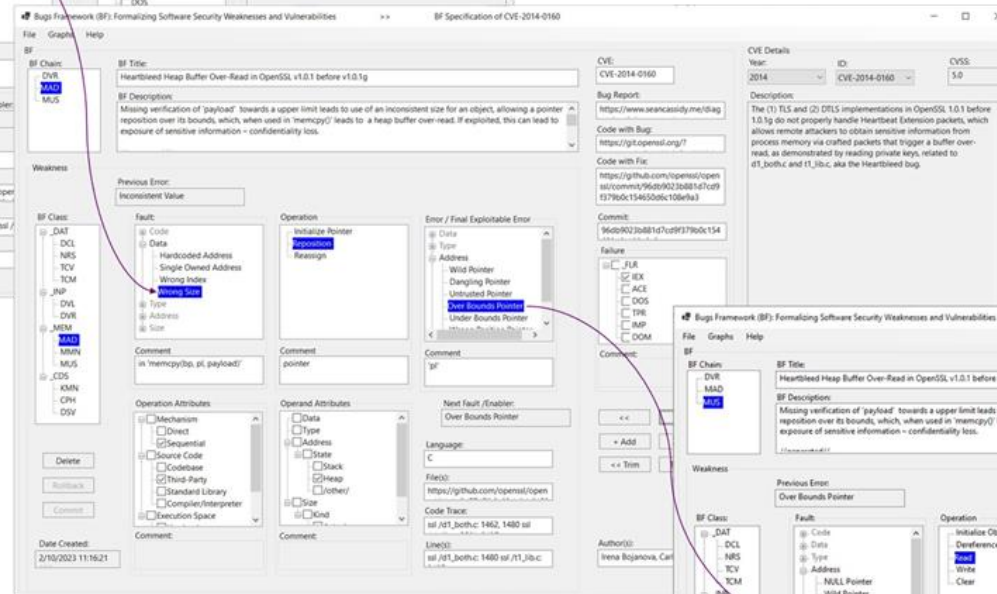 DOS
Bugs Framework (BF): Formalizing Software Security Weaknesses and Vulnerabilities >> BF Specification of CVE-2014-0160
File Graphs Help
BF
BF Chain:
DVR
MAD
MUS
BF Title:
Heartbleed Heap Buffer Over-Read in OpenSSL v1.0.1 before v1.0.1g
BF Description:
Missing verification of 'payload' towards a upper limit leads to use of an inconsistent size for an object, allowing a pointer
reposition over its bounds, which, when used in 'memcpy()' leads to a heap buffer over-read. If exploited, this can lead to
exposure of sensitive information – confidentiality loss.
CVE:
CVE-2014-0160
Bug Report:
https://www.seancassidy.me/diag
Code with Bug:
https://git.openssl.org/?
Code with Fix:
https://github.com/openssl/open
ssl/commit/96db9023b881d7cd9
f379b0c154650d6c108e9a3
Commit:
96db9023b881d7cd9f379b0c154
CVE Details
Year:
2014
ID:
CVE-2014-0160
CVSS:
5.0
Description:
The (1) TLS and (2) DTLS implementations in OpenSSL 1.0.1 before
1.0.1g do not properly handle Heartbeat Extension packets, which
allows remote attackers to obtain sensitive information from
process memory via crafted packets that trigger a buffer over-
read, as demonstrated by reading private keys, related to
d1_both.c and t1_lib.c, aka the Heartbleed bug.
Weakness
Previous Error:
Inconsistent Value
BF Class:
_DAT
DCL
NRS
TCV
TCM
_INP
DVL
DVR
_MEM
MAD
MMN
MUS
_CDS
KMN
CPH
DSV
Fault:
Code
Data
Hardcoded Address
Single Owned Address
Wrong Index
Wrong Size
Type
Address
Size
Operation
Initialize Pointer
Reposition
Reassign
Error / Final Exploitable Error
Data
Type
Address
Wild Pointer
Dangling Pointer
Untrusted Pointer
Over Bounds Pointer
Under Bounds Pointer
Wrong Position Pointer
Failure
_FLR
IEX
ACE
DOS
TPR
IMP
DOM
Comment
in 'memcpy(bp, pl, payload)'
Comment
pointer
Comment
'pl'
Comment:
Operation Attributes
Mechanism
Direct
Sequential
Source Code
Codebase
Third-Party
Standard Library
Compiler/Interpreter
Execution Space
Comment:
Operand Attributes
Data
Type
Address
State
Stack
Heap
/other/
Size
Kind
Comment:
Next Fault /Enabler:
Over Bounds Pointer
Language:
C
File(s):
https://github.com/openssl/open
Code Trace:
ssl /d1_both.c: 1462, 1480 ssl
Line(s):
ssl /d1_both.c: 1480 ssl /t1_lib.c:
<<
+ Add
<< Trim
Author(s):
Irena Bojanova, Carl
Delete
Rollback
Commit
Date Created:
2/10/2023 11:16:21
Bugs Framework (BF): Formalizing Software Security Weaknesses and Vulnerabilities
File Graphs Help
BF
BF Chain:
DVR
MAD
MUS
BF Title:
Heartbleed Heap Buffer Over-Read in OpenSSL v1.0.1 before
BF Description:
Missing verification of 'payload' towards a upper limit leads
reposition over its bounds, which, when used in 'memcpy()'
exposure of sensitive information – confidentiality loss.
Weakness
Previous Error:
Over Bounds Pointer
BF Class:
_DAT
DCL
NRS
TCV
TCM
Fault:
Code
Data
Type
Address
NULL Pointer
Wild Pointer
Operation
Initialize Ob
Dereference
Read
Write
Clear